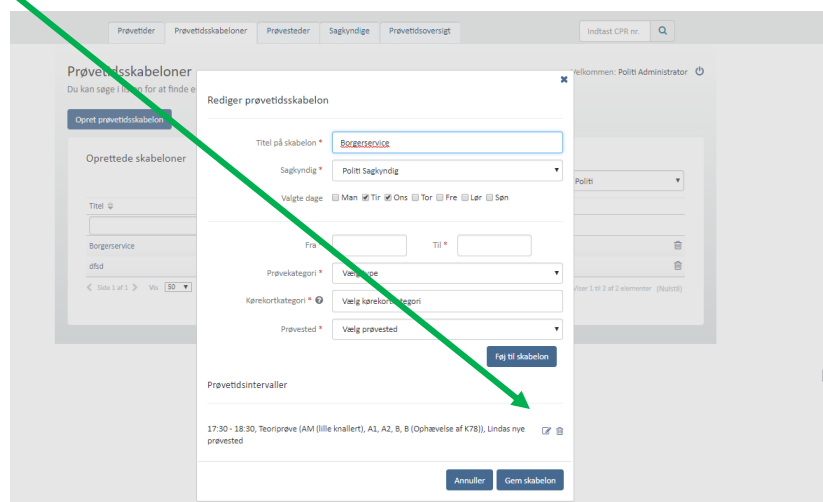 Prøvetider Prøvetidsskabeloner Prøvesteder Sagkyndige Prøvetidsoversigt Indtast CPR nr.
Prøvetidsskabeloner
Velkommen: Politi Administrator
Du kan søge i listen for at finde e
Opret prøvetidsskabelon
Oprettede skabeloner
Politi
Titel
Borgerservice
dfsd
Side 1 af 1 Vis 50
Viser 1 til 2 af 2 elementer (Nulstil)
Rediger prøvetidsskabelon
Titel på skabelon * Borgerservice
Sagkyndig * Politi Sagkyndig
Valgte dage Man Tir Ons Tor Fre Lør Søn
Fra Til *
Prøvekategori * Vælg type
Kørekortkategori * Vælg kørekortkategori
Prøvested * Vælg prøvested
Føj til skabelon
Prøvetidsintervaller
17:30 - 18:30, Teoriprøve (AM (lille knallert), A1, A2, B, B (Ophævelse af K78)), Lindas nye
prøvested
Annuller Gem skabelon